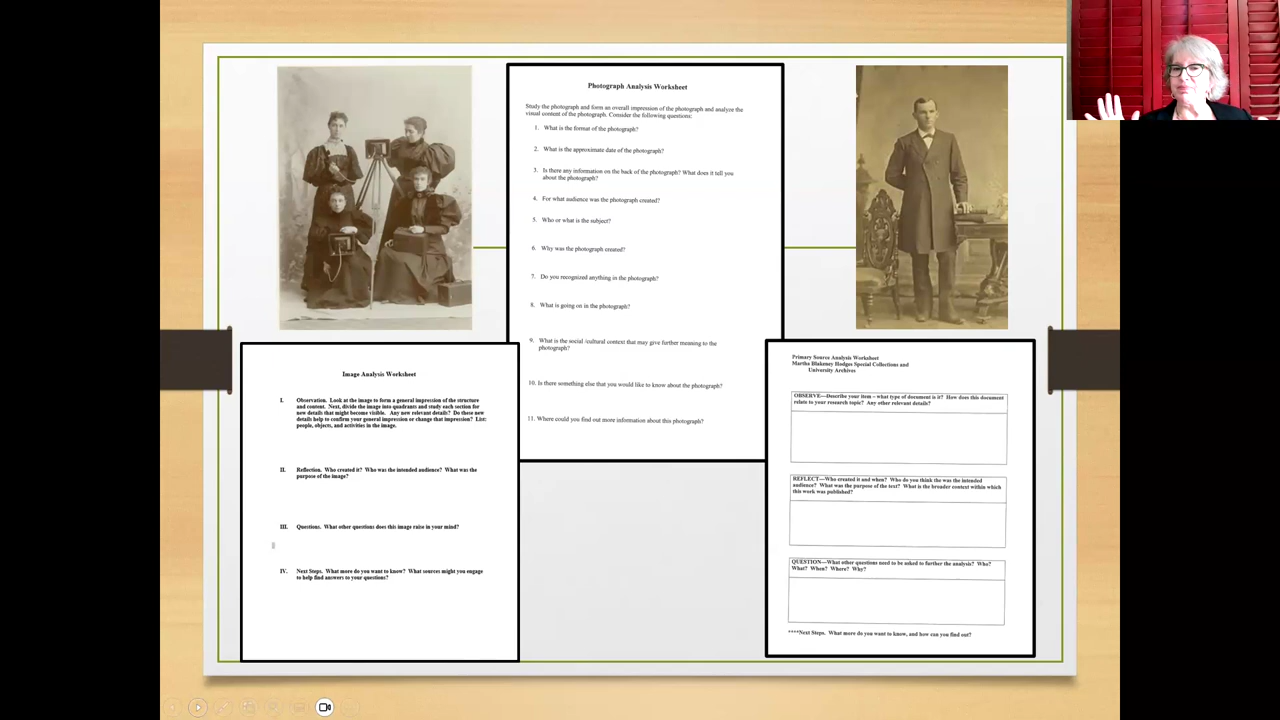 Photograph Analysis Worksheet
Study the photograph and form an overall impression of the photograph and analyze the
visual content of the photograph. Consider the following questions:
1. What is the format of the photograph?
2. What is the approximate date of the photograph?
3. Is there any information on the back of the photograph? What does it tell you
about the photograph?
4. For what audience was the photograph created?
5. Who or what is the subject?
6. Why was the photograph created?
7. Do you recognized anything in the photograph?
8. What is going on in the photograph?
9. What is the social /cultural context that may give further meaning to the
photograph?
10. Is there something else that you would like to know about the photograph?
11. Where could you find out more information about this photograph?
Image Analysis Worksheet
I. Observation. Look at the image to form a general impression of the structure
and content. Next, divide the image into quadrants and study each section for
new details that might become visible. Any new relevant details? Do these new
details help to confirm your general impression or change that impression? List:
people, objects, and activities in the image.
II. Reflection. Who created it? Who was the intended audience? What was the
purpose of the image?
III. Questions. What other questions does this image raise in your mind?
IV. Next Steps. What more do you want to know? What sources might you engage
to help find answers to your questions?
Primary Source Analysis Worksheet
Martha Blakeney Hodges Special Collections and
University Archives
OBSERVE—Describe your item – what type of document is it? How does this document
relate to your research topic? Any other relevant details?
REFLECT—Who created it and when? Who do you think the was the intended
audience? What was the purpose of the text? What is the broader context within which
this work was published?
QUESTION—What other questions need to be asked to further the analysis? Who?
What? When? Where? Why?
****Next Steps. What more do you want to know, and how can you find out?